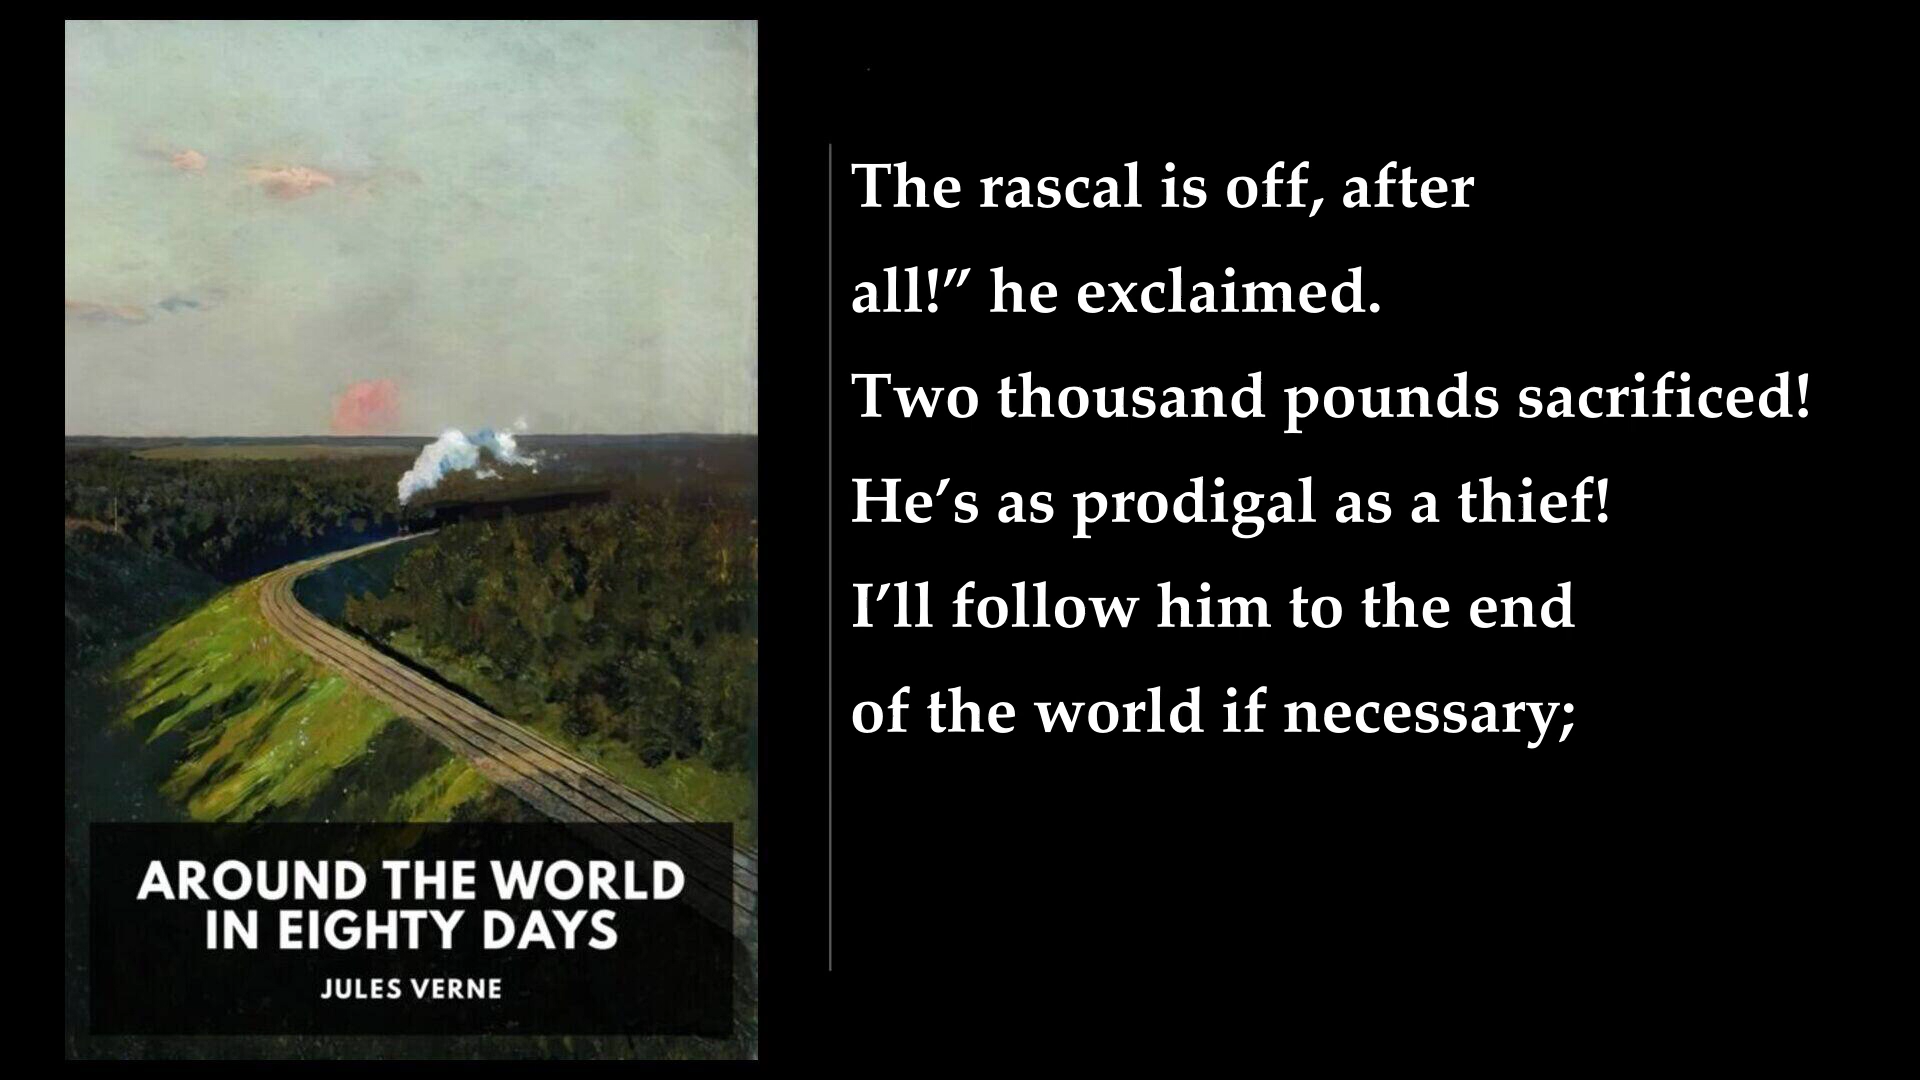 The rascal is off, after
all!” he exclaimed.
Two thousand pounds sacrificed!
He’s as prodigal as a thief!
I’ll follow him to the end
of the world if necessary;
AROUND THE WORLD
IN EIGHTY DAYS
JULES VERNE